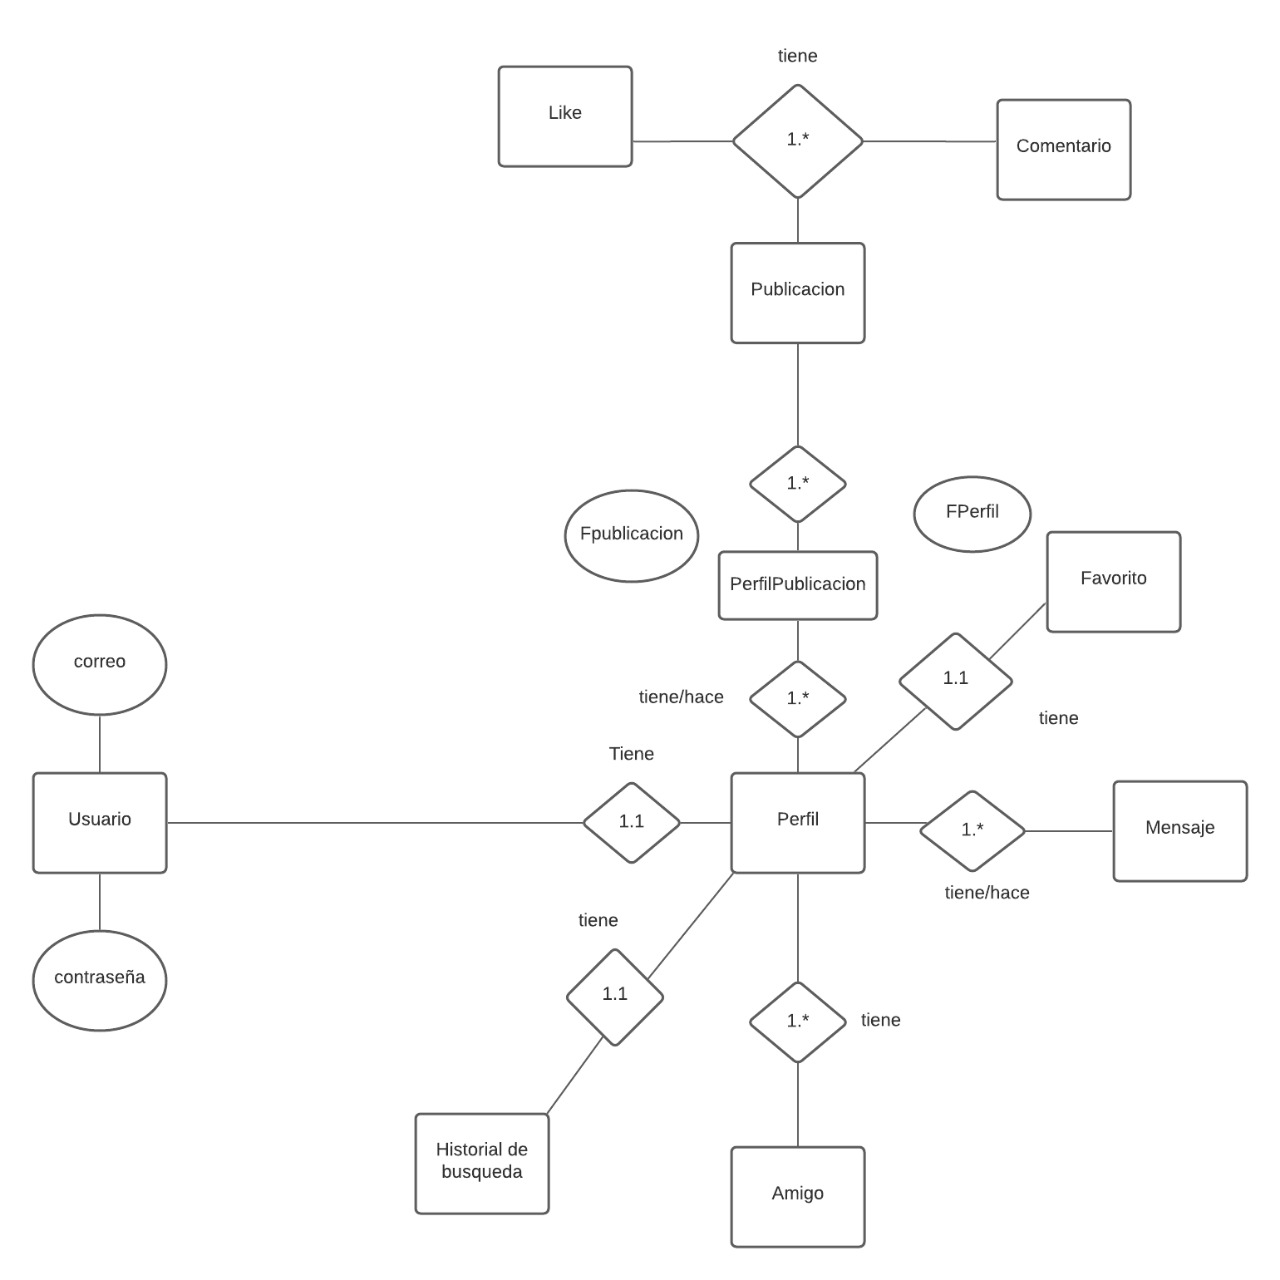 tiene
Like
1.*
Comentario
Publicacion
1.*
FPerfil
Fpublicacion
Favorito
PerfilPublicacion
correo
1.1
tiene/hace
1.*
tiene
Tiene
Usuario
1.1
Perfil
1.*
Mensaje
tiene/hace
tiene
contraseña
1.1
1.*
tiene
Historial de
busqueda
Amigo